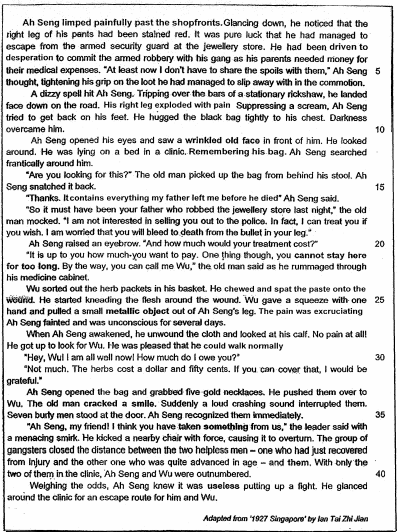 Ah Seng limped painfully past the shopfronts. Glancing down, he noticed that the
right leg of his pants had been stained red. It was pure luck that he had managed to
escape from the armed security guard at the jewellery store. He had been driven to
desperation to commit the armed robbery with his gang as his parents needed money for
their medical expenses. "At least now I don't have to share the spoils with them," Ah Seng 5
thought, tightening his grip on the loot he had managed to slip away with in the commotion.
A dizzy spell hit Ah Seng. Tripping over the bars of a stationary rickshaw, he landed
face down on the road. His right leg exploded with pain Suppressing a scream, Ah Seng
tried to get back on his feet. He hugged the black bag tightly to his chest. Darkness
overcame him. 10
Ah Seng opened his eyes and saw a wrinkled old face in front of him. He looked
around. He was lying on a bed in a clinic. Remembering his bag. Ah Seng searched
frantically around him.
"Are you looking for this?" The old man picked up the bag from behind his stool. Ah
Seng snatched it back. 15
"Thanks. It contains everything my father left me before he died" Ah Seng said.
"So it must have been your father who robbed the jewellery store last night," the old
man mocked. "I am not interested in selling you out to the police. In fact, I can treat you if
you wish. I am worried that you will bleed to death from the bullet in your leg."
Ah Seng raised an eyebrow. "And how much would your treatment cost?" 20
"It is up to you how much you want to pay. One thing though, you cannot stay here
for too long. By the way, you can call me Wu," the old man said as he rummaged through
his medicine cabinet.
Wu sorted out the herb packets in his basket. He chewed and spat the paste onto the
wound. He started kneading the flesh around the wound. Wu gave a squeeze with one 25
hand and pulled a small metallic object out of Ah Seng's leg. The pain was excruciating
Ah Seng fainted and was unconscious for several days.
When Ah Seng awakened, he unwound the cloth and looked at his calf. No pain at all!
He got up to look for Wu. He was pleased that he could walk normally
"Hey, Wu! I am all well now! How much do I owe you?" 30
"Not much. The herbs cost a dollar and fifty cents. If you can cover that, I would be
grateful."
Ah Seng opened the bag and grabbed five gold necklaces. He pushed them over to
Wu. The old man cracked a smile. Suddenly a loud crashing sound interrupted them.
Seven burly men stood at the door. Ah Seng recognized them immediately. 35
"Ah Seng, my friend! I think you have taken something from us," the leader said with
a menacing smirk. He kicked a nearby chair with force, causing it to overturn. The group of
gangsters closed the distance between the two helpless men – one who had just recovered
from injury and the other one who was quite advanced in age – and them. With only the
two of them in the clinic, Ah Seng and Wu were outnumbered. 40
Weighing the odds, Ah Seng knew it was useless putting up a fight. He glanced
around the clinic for an escape route for him and Wu.
Adapted from '1927 Singapore' by Ian Tai Zhi Jian